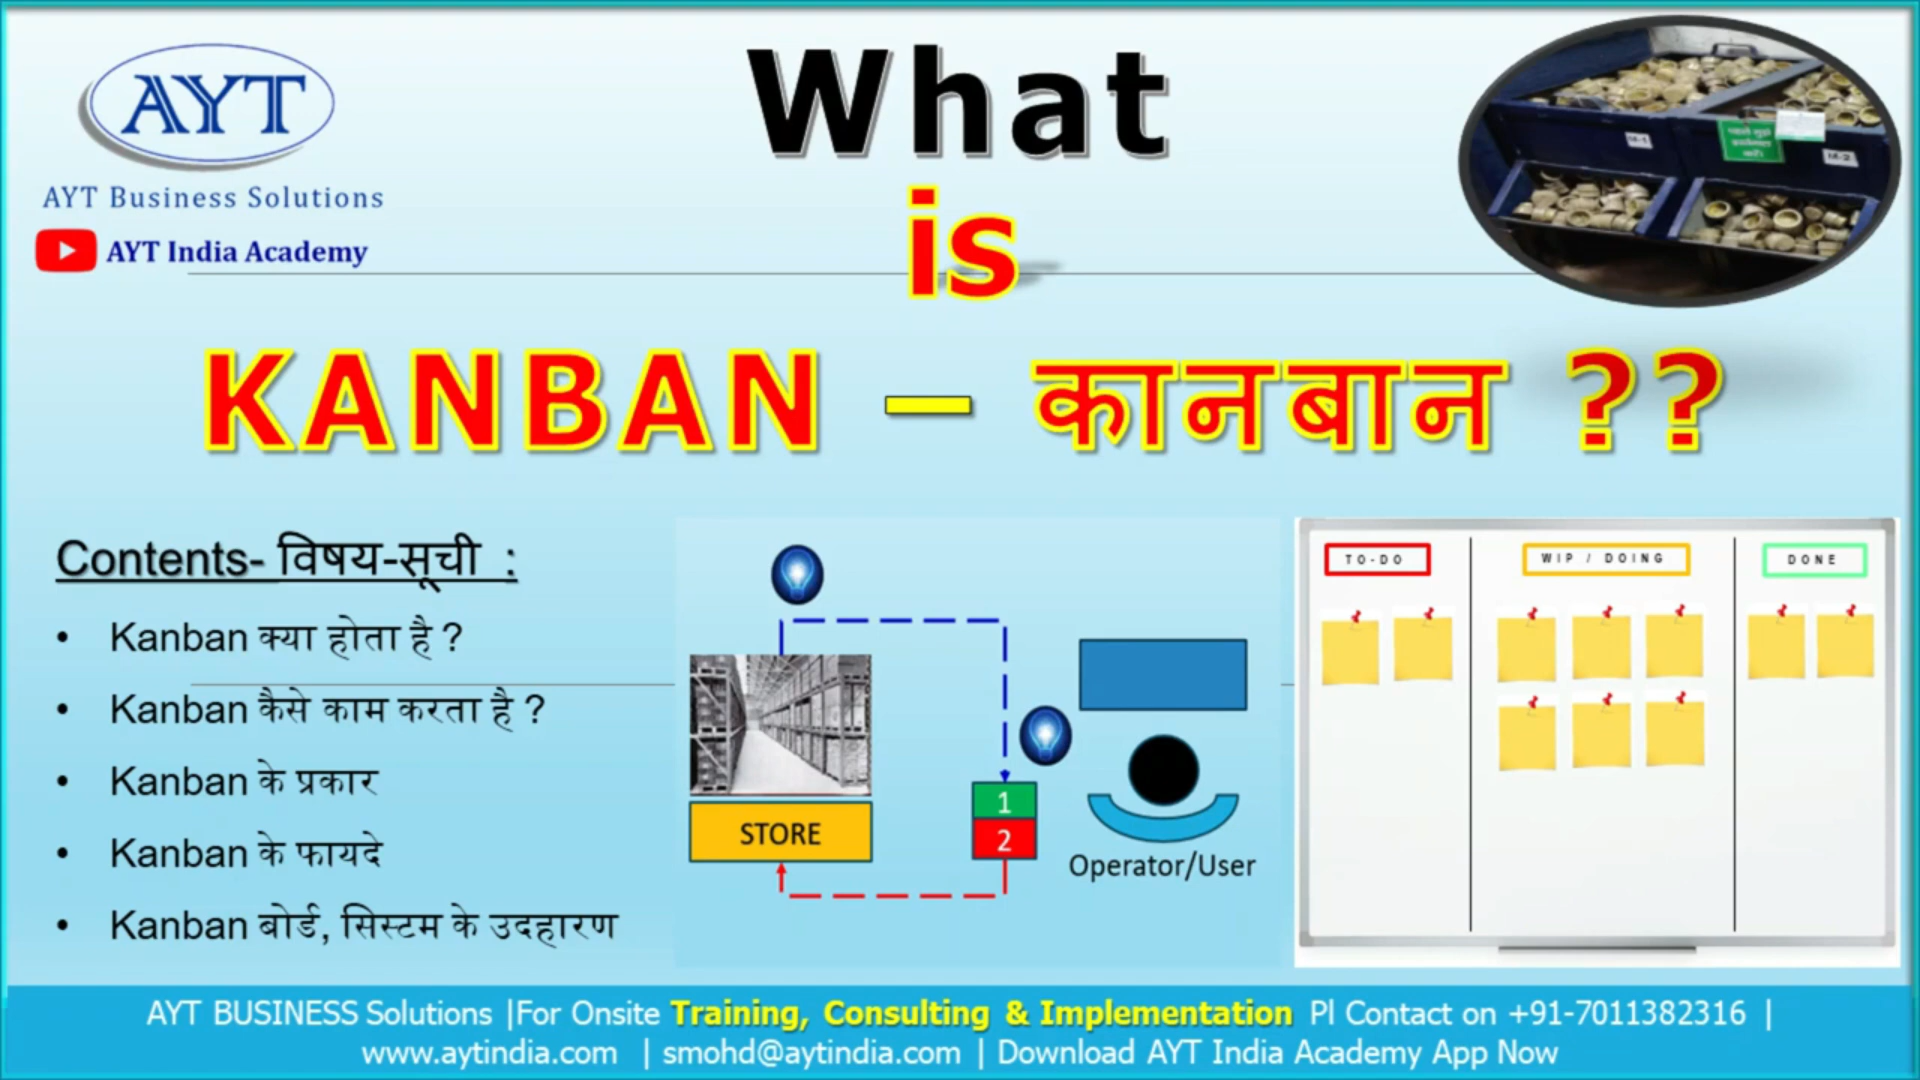 AYT
AYT Business Solutions
AYT India Academy
What
is
KANBAN – कानबान ??
M-1
M-2
Contents- विषय-सूची :
• Kanban क्या होता है ?
• Kanban कैसे काम करता है ?
• Kanban के प्रकार
• Kanban के फायदे
• Kanban बोर्ड, सिस्टम के उदहारण
STORE
1
2
Operator/User
TO-DO
WIP / DOING
DONE
AYT BUSINESS Solutions |For Onsite Training, Consulting & Implementation Pl Contact on +91-7011382316 |
www.aytindia.com | smohd@aytindia.com | Download AYT India Academy App Now